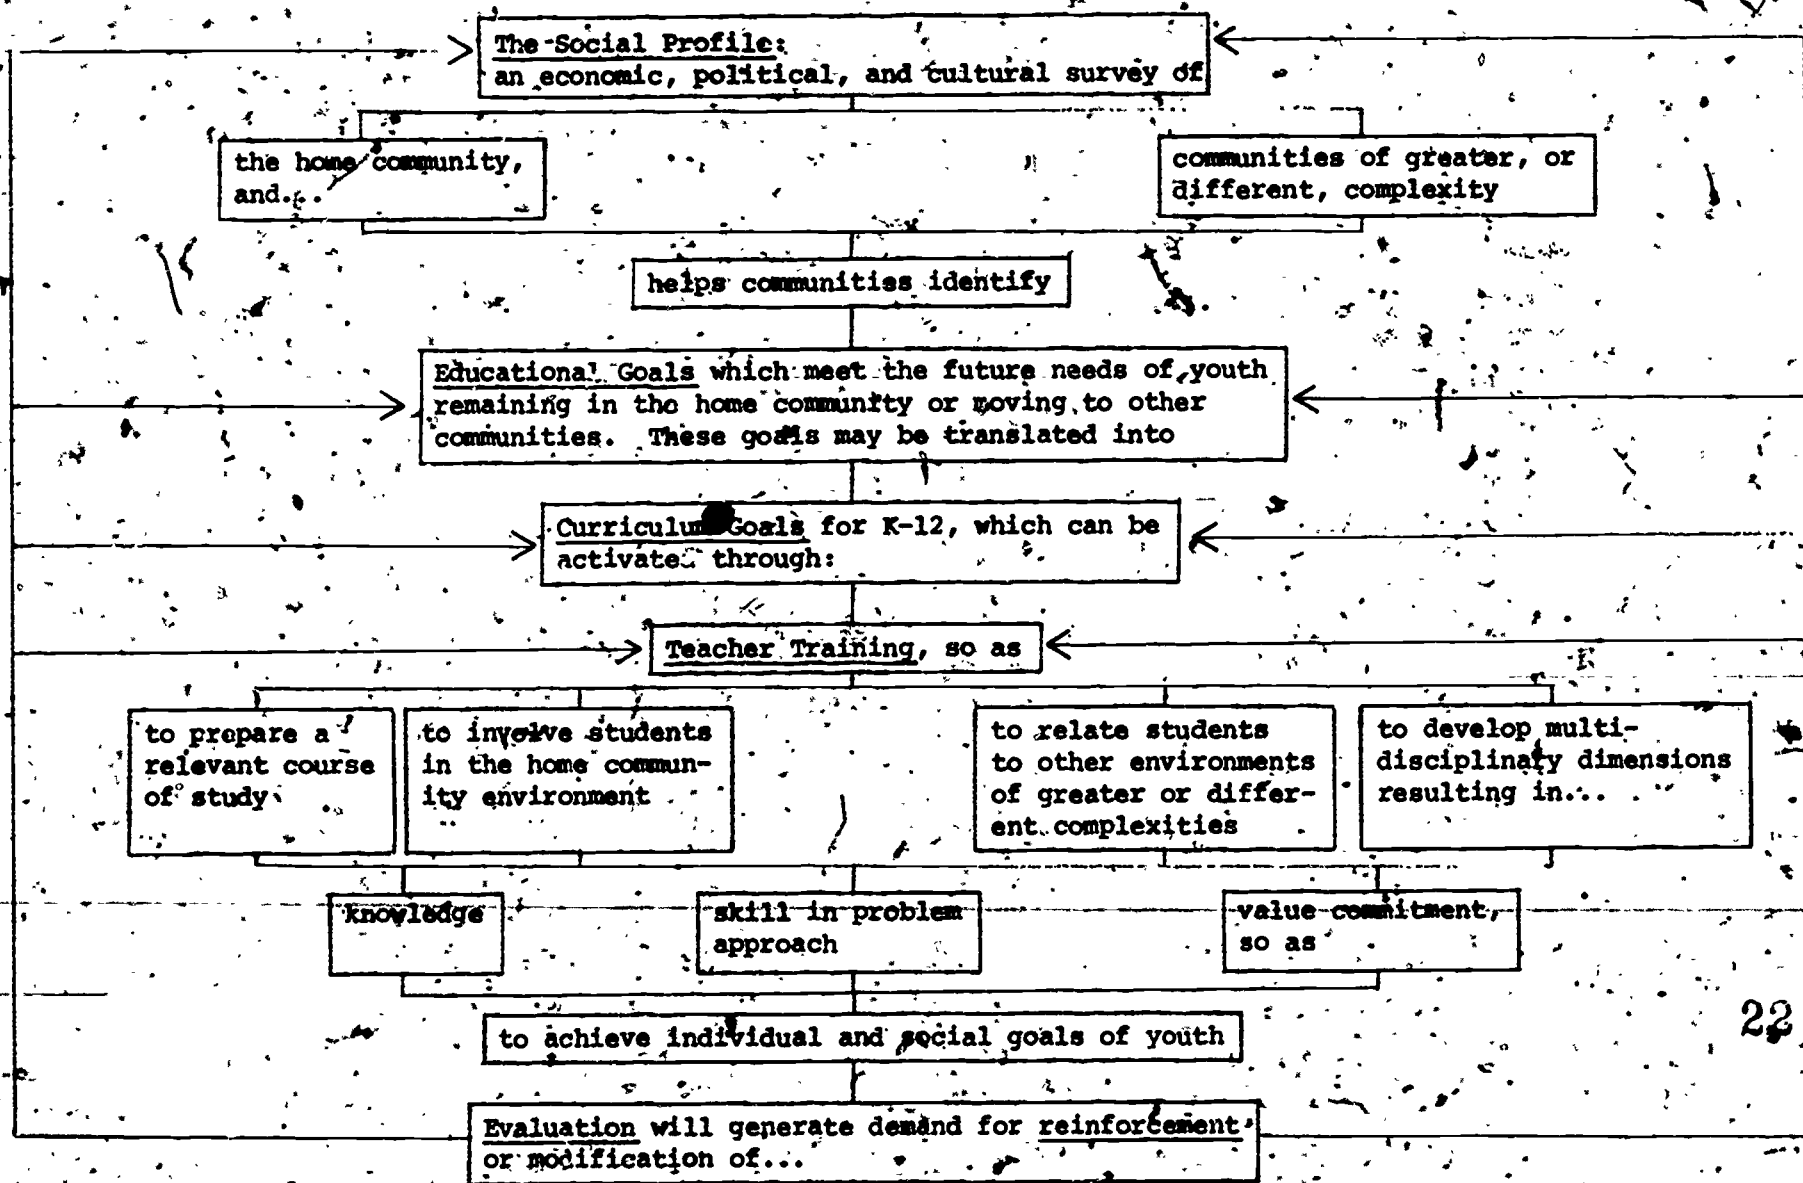 The Social Profile:
an economic, political, and cultural survey of
the home community,
and...
communities of greater, or
different, complexity
helps communities identify
Educational Goals which meet the future needs of youth
remaining in the home community or moving to other
communities. These goals may be translated into
Curriculum Goals for K-12, which can be
activated through:
Teacher Training, so as
to prepare a
relevant course
of study
to involve students
in the home commun-
ity environment
to relate students
to other environments
of greater or differ-
ent complexities
to develop multi-
disciplinary dimensions
resulting in...
knowledge
skill in problem
approach
value commitment,
so as
22
to achieve individual and social goals of youth
Evaluation will generate demand for reinforcement
or modification of...